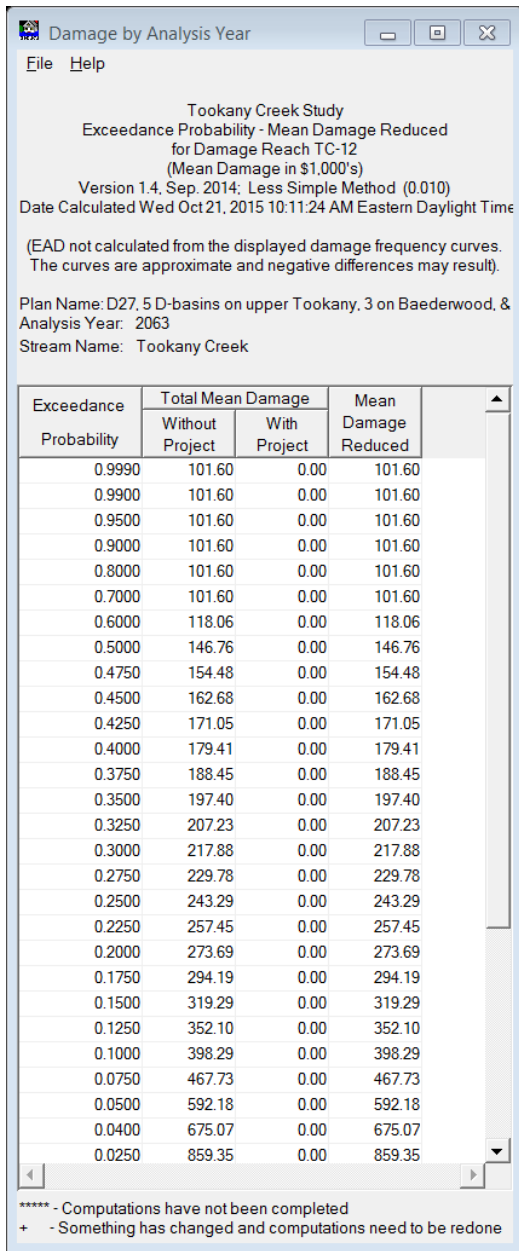 Damage by Analysis Year
File Help
Tookany Creek Study
Exceedance Probability - Mean Damage Reduced
for Damage Reach TC-12
(Mean Damage in $1,000's)
Version 1.4, Sep. 2014; Less Simple Method (0.010)
Date Calculated Wed Oct 21, 2015 10:11:24 AM Eastern Daylight Time
(EAD not calculated from the displayed damage frequency curves.
The curves are approximate and negative differences may result).
Plan Name: D27, 5 D-basins on upper Tookany, 3 on Baederwood, &
Analysis Year: 2063
Stream Name: Tookany Creek
Exceedance Probability Total Mean Damage Mean Damage Reduced
Without Project With Project
0.9990 101.60 0.00 101.60
0.9900 101.60 0.00 101.60
0.9500 101.60 0.00 101.60
0.9000 101.60 0.00 101.60
0.8000 101.60 0.00 101.60
0.7000 101.60 0.00 101.60
0.6000 118.06 0.00 118.06
0.5000 146.76 0.00 146.76
0.4750 154.48 0.00 154.48
0.4500 162.68 0.00 162.68
0.4250 171.05 0.00 171.05
0.4000 179.41 0.00 179.41
0.3750 188.45 0.00 188.45
0.3500 197.40 0.00 197.40
0.3250 207.23 0.00 207.23
0.3000 217.88 0.00 217.88
0.2750 229.78 0.00 229.78
0.2500 243.29 0.00 243.29
0.2250 257.45 0.00 257.45
0.2000 273.69 0.00 273.69
0.1750 294.19 0.00 294.19
0.1500 319.29 0.00 319.29
0.1250 352.10 0.00 352.10
0.1000 398.29 0.00 398.29
0.0750 467.73 0.00 467.73
0.0500 592.18 0.00 592.18
0.0400 675.07 0.00 675.07
0.0250 859.35 0.00 859.35
***** - Computations have not been completed
+ - Something has changed and computations need to be redone